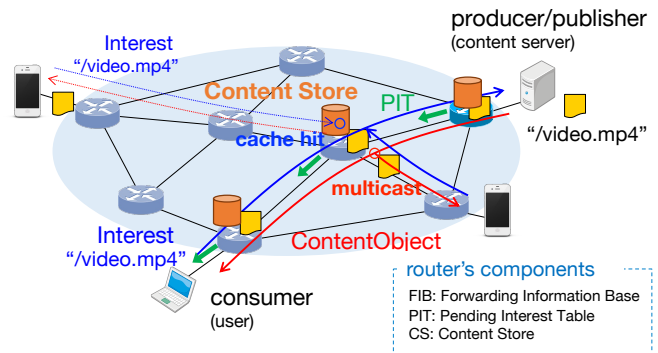 producer/publisher
(content server)
Interest
"/video.mp4"
Content Store
PIT
cache hit
"/video.mp4"
multicast
Interest
"/video.mp4"
ContentObject
consumer
(user)
router's components
FIB: Forwarding Information Base
PIT: Pending Interest Table
CS: Content Store